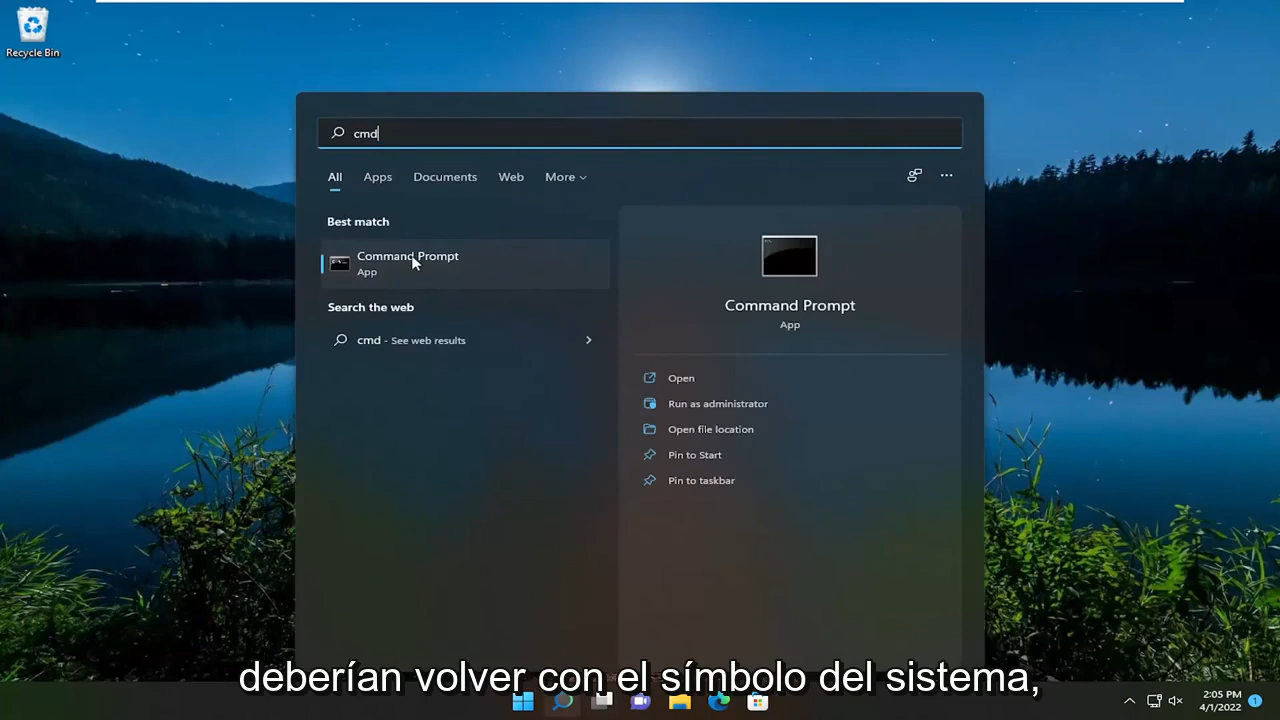 Recycle Bin
cmd
All Apps Documents Web More
Best match
Command Prompt
App
Search the web
cmd - See web results
Command Prompt
App
Open
Run as administrator
Open file location
Pin to Start
Pin to taskbar
deberían volver con el símbolo del sistema,
2:05 PM
4/1/2022
1